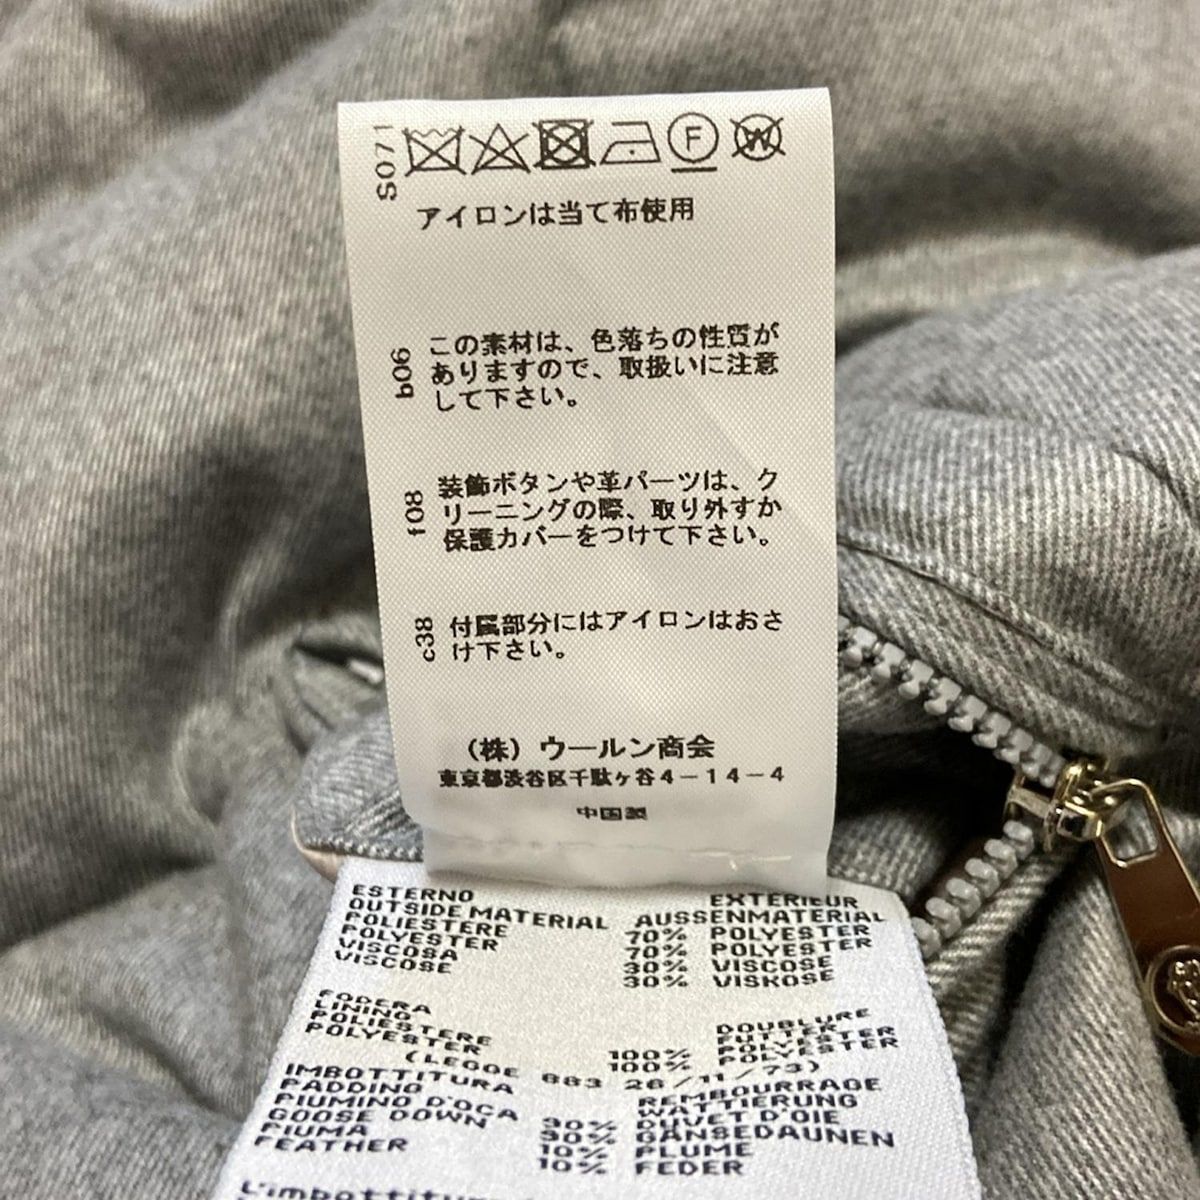 S071
F W
アイロンは当て布使用
b06
この素材は、色落ちの性質が
ありますので、取扱いに注意
して下さい。
f08
装飾ボタンや革パーツは、ク
リーニングの際、取り外すか
保護カバーをつけて下さい。
c38
付属部分にはアイロンはおさ
け下さい。
(株) ウールン商会
東京都渋谷区千駄ヶ谷4-14-4
中国製
ESTERNO EXTERIEUR
OUTSIDE MATERIAL AUSSENMATERIAL
POLIESTERE 70% POLYESTER
POLYESTER 70% POLYESTER
VISCOSA 30% VISCOSE
VISCOSE 30% VISKOSE
FODERA DOUBLURE
LINING FUTTER
POLIESTERE 100% POLYESTER
POLYESTER 100% POLYESTER
(LEGGE 883 26/11/73)
IMBOTTITURA REMBOURRAGE
PADDING WATTIERUNG
PIUMINO D'OCA 90% DUVET D'OIE
GOOSE DOWN 90% GÄNSEDAUNEN
PIUMA 10% PLUME
FEATHER 10% FEDER
L'imbottitur